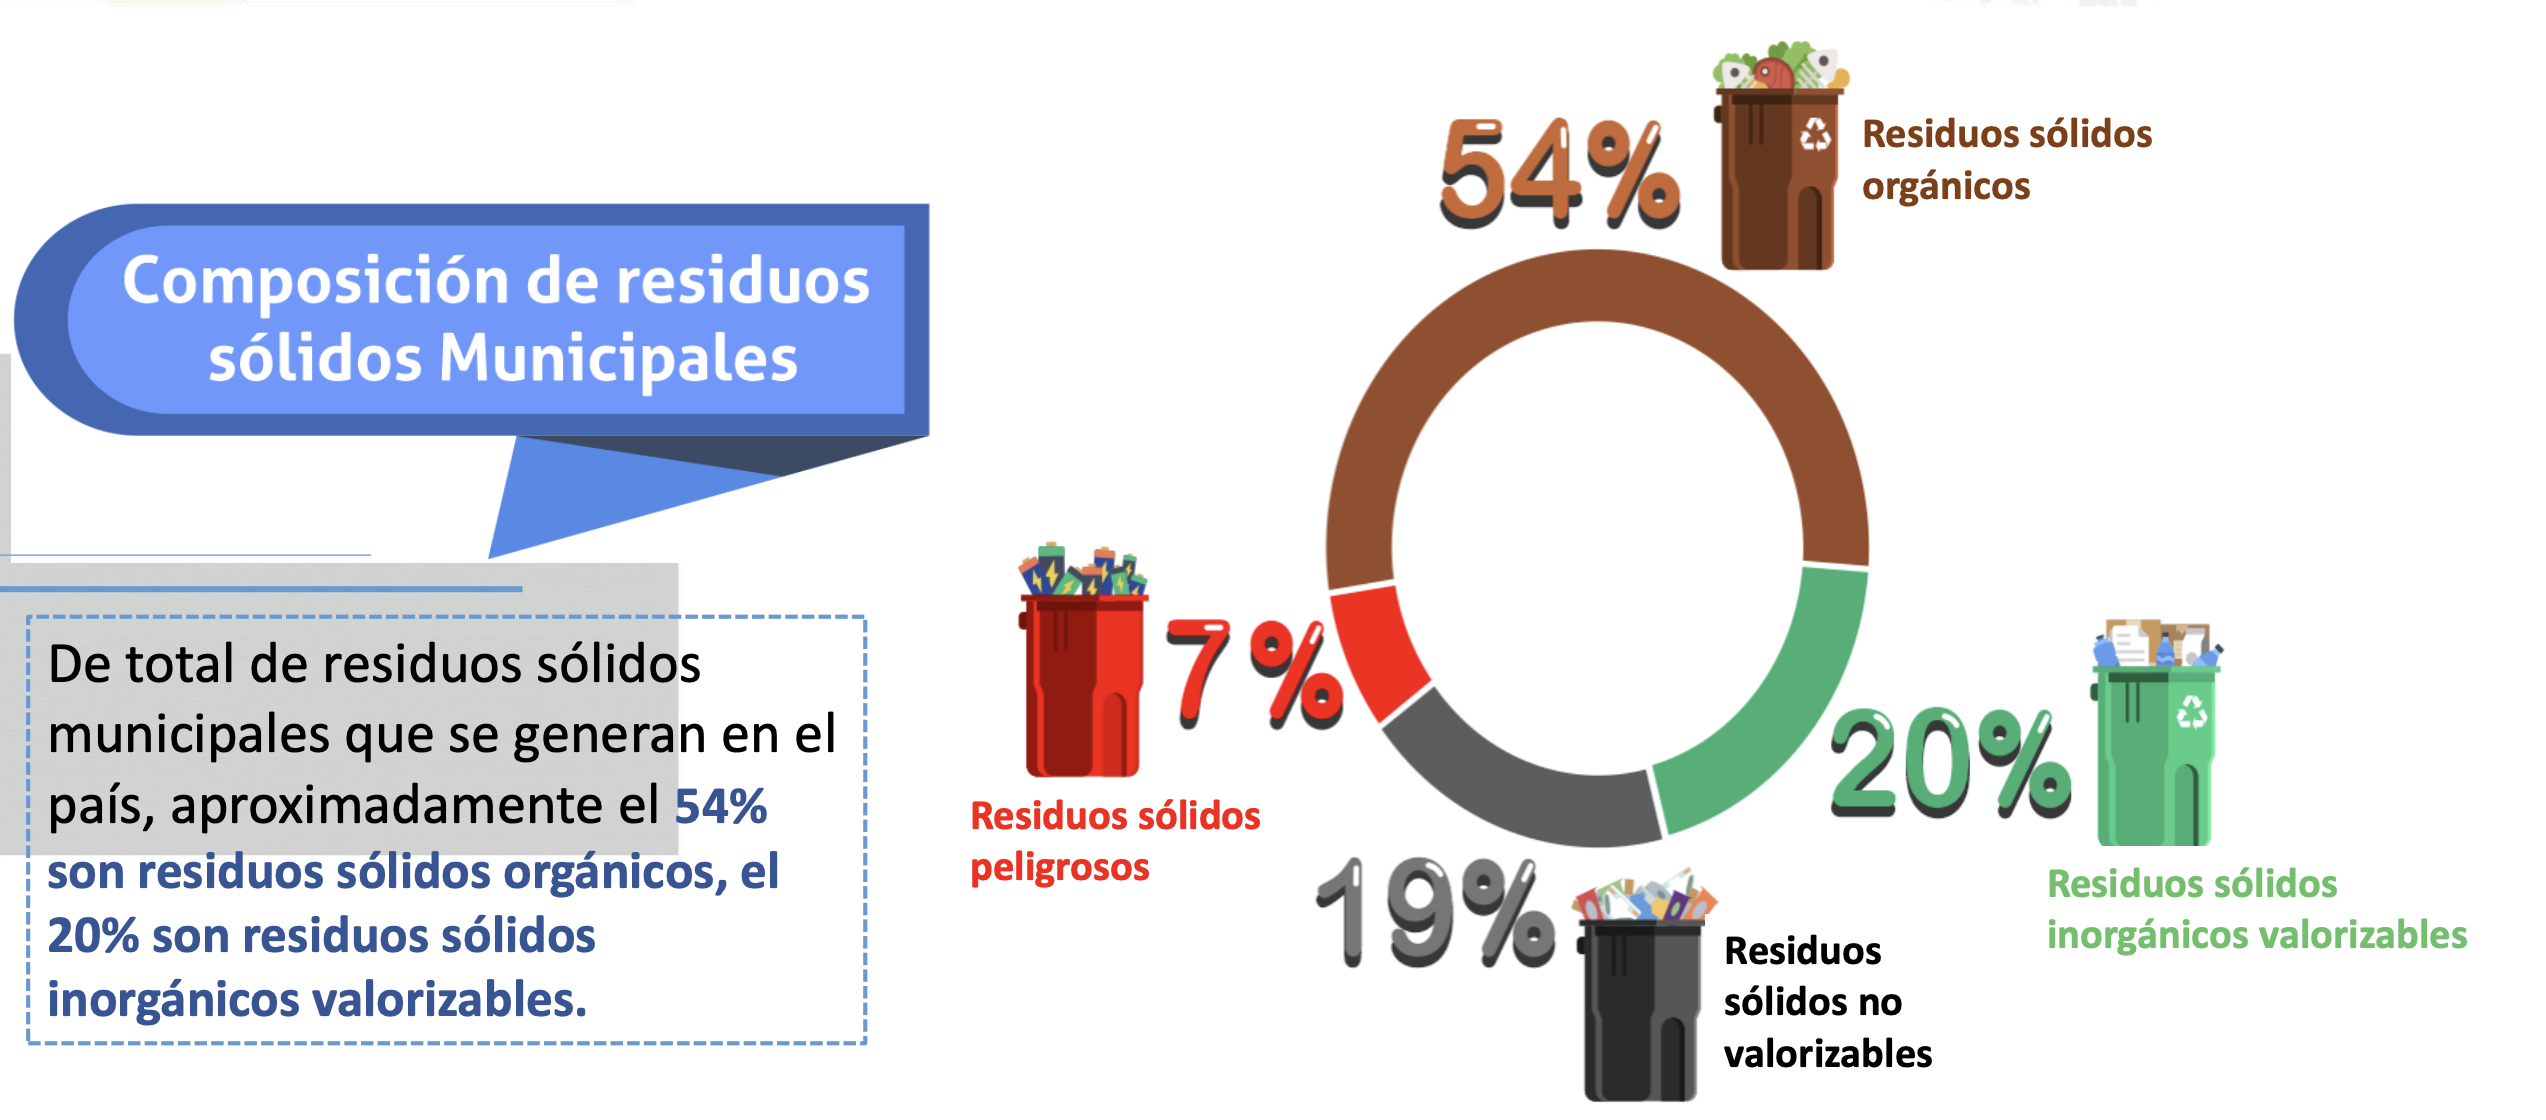 Composición de residuos
sólidos Municipales
De total de residuos sólidos
municipales que se generan en el
país, aproximadamente el 54%
son residuos sólidos orgánicos, el
20% son residuos sólidos
inorgánicos valorizables.
54%
Residuos sólidos
orgánicos
7%
Residuos sólidos
peligrosos
20%
Residuos sólidos
inorgánicos valorizables
19%
Residuos
sólidos no
valorizables